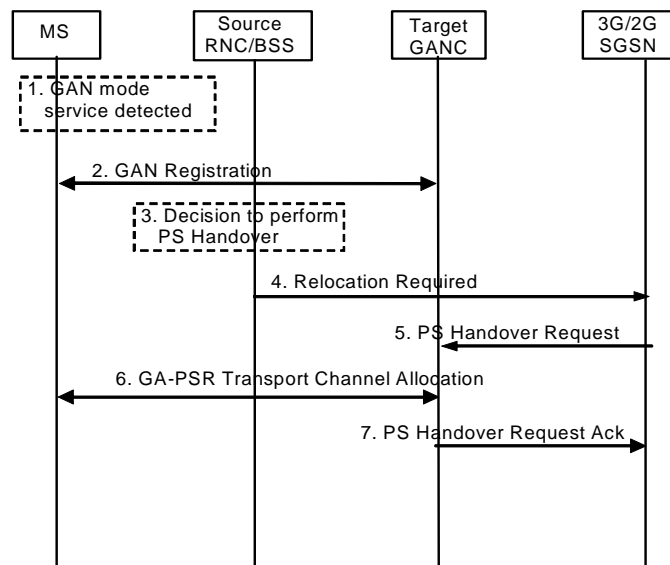 MS
Source
RNC/BSS
Target
GANC
3G/2G
SGSN
1. GAN mode
service detected
2. GAN Registration
3. Decision to perform
PS Handover
4. Relocation Required
5. PS Handover Request
6. GA-PSR Transport Channel Allocation
7. PS Handover Request Ack